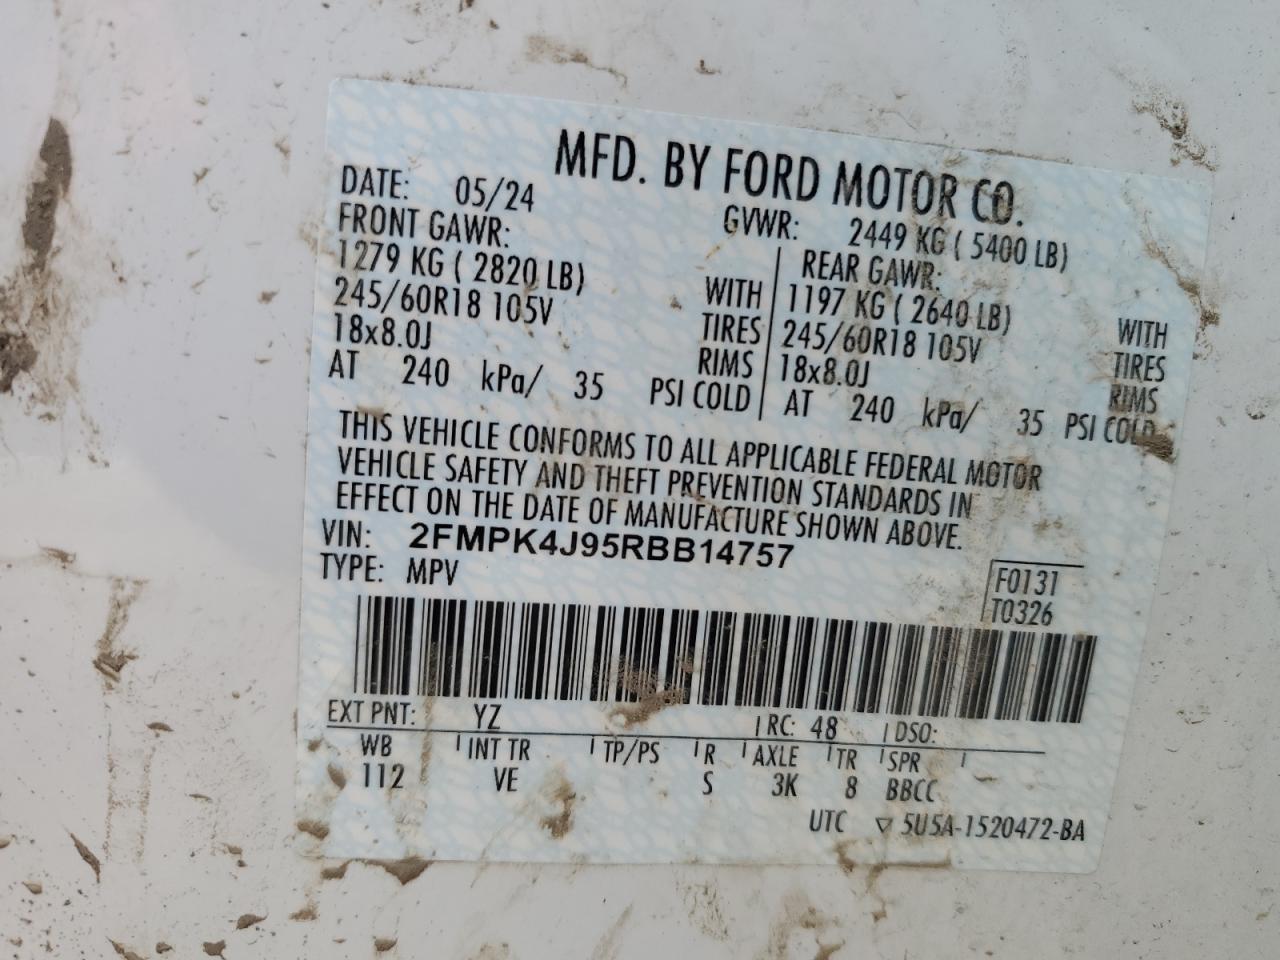 MFD. BY FORD MOTOR CO.
DATE: 05/24 GVWR: 2449 KG ( 5400 LB)
FRONT GAWR: REAR GAWR:
1279 KG ( 2820 LB) WITH 1197 KG ( 2640 LB) WITH
245/60R18 105V TIRES 245/60R18 105V TIRES
18x8.0J RIMS 18x8.0J RIMS
AT 240 kPa/ 35 PSI COLD AT 240 kPa/ 35 PSI COLD
THIS VEHICLE CONFORMS TO ALL APPLICABLE FEDERAL MOTOR
VEHICLE SAFETY AND THEFT PREVENTION STANDARDS IN
EFFECT ON THE DATE OF MANUFACTURE SHOWN ABOVE.
VIN: 2FMPK4J95RBB14757
TYPE: MPV
F0131
T0326
EXT PNT: YZ RC: 48 DSO:
WB INT TR TP/PS R AXLE TR SPR
112 VE S 3K 8 BBCC
UTC ▽ 5U5A-1520472-BA